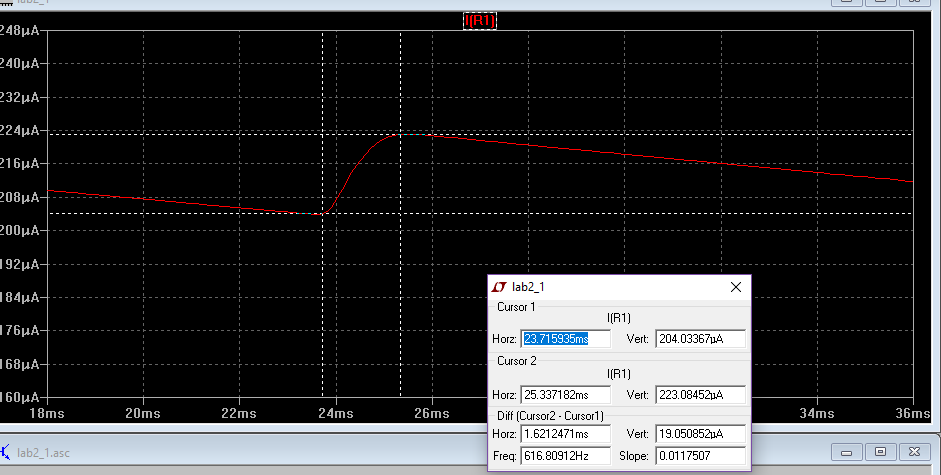 lab2_1
I(R1)
248µA
240µA
232µA
224µA
216µA
208µA
200µA
192µA
184µA
176µA
168µA
160µA
18ms 20ms 22ms 24ms 26ms 34ms 36ms
lab2_1
Cursor 1
I(R1)
Horz: 23.715935ms Vert: 204.03367µA
Cursor 2
I(R1)
Horz: 25.337182ms Vert: 223.08452µA
Diff (Cursor2 - Cursor1)
Horz: 1.6212471ms Vert: 19.050852µA
Freq: 616.80912Hz Slope: 0.0117507
lab2_1.asc